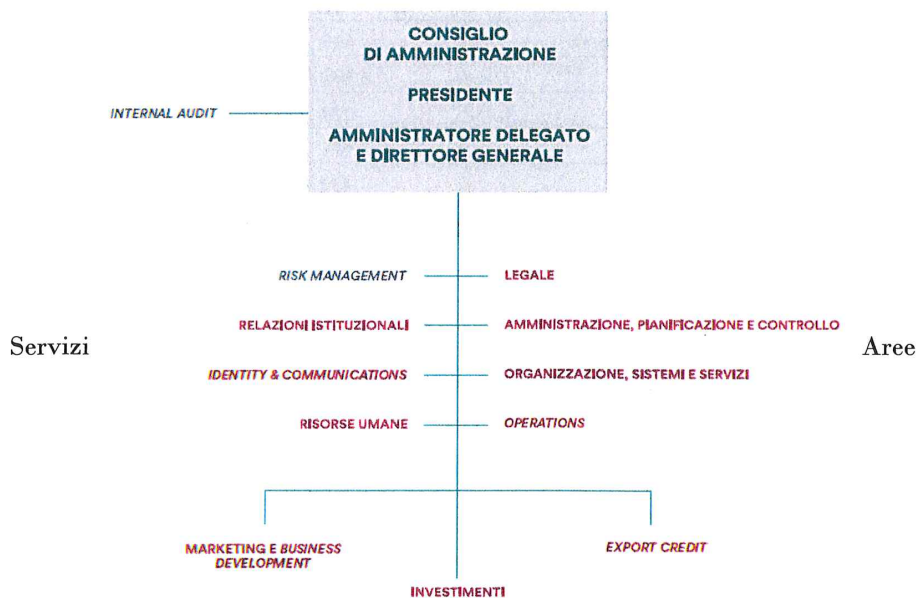 CONSIGLIO
DI AMMINISTRAZIONE
PRESIDENTE
INTERNAL AUDIT
AMMINISTRATORE DELEGATO
E DIRETTORE GENERALE
RISK MANAGEMENT
LEGALE
RELAZIONI ISTITUZIONALI
AMMINISTRAZIONE, PIANIFICAZIONE E CONTROLLO
Servizi
Aree
IDENTITY & COMMUNICATIONS
ORGANIZZAZIONE, SISTEMI E SERVIZI
RISORSE UMANE
OPERATIONS
MARKETING E BUSINESS
DEVELOPMENT
EXPORT CREDIT
INVESTIMENTI